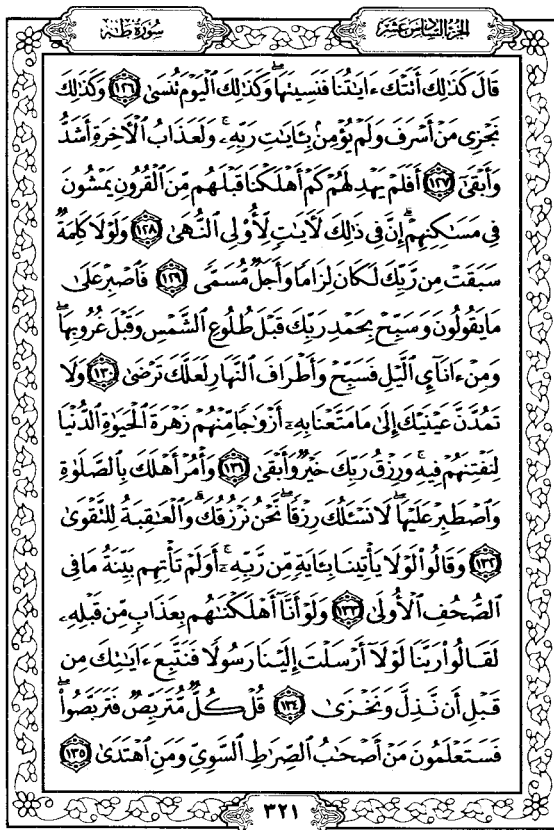 الجزء السادس عشر
سورة طه
قَالَ كَذَٰلِكَ أَتَتْكَ ءَايَٰتُنَا فَنَسِيتَهَا ۖ وَكَذَٰلِكَ ٱلْيَوْمَ تُنسَىٰ ١٢٦ وَكَذَٰلِكَ
نَجْزِى مَنْ أَسْرَفَ وَلَمْ يُؤْمِنۢ بِـَٔايَٰتِ رَبِّهِۦ ۚ وَلَعَذَابُ ٱلْءَاخِرَةِ أَشَدُّ
وَأَبْقَىٰٓ ١٢٧ أَفَلَمْ يَهْدِ لَهُمْ كَمْ أَهْلَكْنَا قَبْلَهُم مِّنَ ٱلْقُرُونِ يَمْشُونَ
فِى مَسَٰكِنِهِمْ ۗ إِنَّ فِى ذَٰلِكَ لَءَايَٰتٍ لِّأُو۟لِى ٱلنُّهَىٰ ١٢٨ وَلَوْلَا كَلِمَةٌ
سَبَقَتْ مِن رَّبِّكَ لَكَانَ لِزَامًا وَأَجَلٌ مُّسَمًّى ١٢٩ فَٱصْبِرْ عَلَىٰ
مَا يَقُولُونَ وَسَبِّحْ بِحَمْدِ رَبِّكَ قَبْلَ طُلُوعِ ٱلشَّمْسِ وَقَبْلَ غُرُوبِهَا ۖ
وَمِنْ ءَانَآئِ ٱلَّيْلِ فَسَبِّحْ وَأَطْرَافَ ٱلنَّهَارِ لَعَلَّكَ تَرْضَىٰ ١٣٠ وَلَا
تَمُدَّنَّ عَيْنَيْكَ إِلَىٰ مَا مَتَّعْنَا بِهِۦٓ أَزْوَٰجًا مِّنْهُمْ زَهْرَةَ ٱلْحَيَوٰةِ ٱلدُّنْيَا
لِنَفْتِنَهُمْ فِيهِ ۚ وَرِزْقُ رَبِّكَ خَيْرٌ وَأَبْقَىٰ ١٣١ وَأْمُرْ أَهْلَكَ بِٱلصَّلَوٰةِ
وَٱصْطَبِرْ عَلَيْهَا ۖ لَا نَسْـَٔلُكَ رِزْقًا ۖ نَّحْنُ نَرْزُقُكَ ۗ وَٱلْعَٰقِبَةُ لِلتَّقْوَىٰ
١٣٢ وَقَالُوا۟ لَوْلَا يَأْتِينَا بِـَٔايَةٍ مِّن رَّبِّهِۦٓ ۚ أَوَلَمْ تَأْتِهِم بَيِّنَةُ مَا فِى
ٱلصُّحُفِ ٱلْأُولَىٰ ١٣٣ وَلَوْ أَنَّآ أَهْلَكْنَٰهُم بِعَذَابٍ مِّن قَبْلِهِۦ
لَقَالُوا۟ رَبَّنَا لَوْلَآ أَرْسَلْتَ إِلَيْنَا رَسُولًا فَنَتَّبِعَ ءَايَٰتِكَ مِن
قَبْلِ أَن نَّذِلَّ وَنَخْزَىٰ ١٣٤ قُلْ كُلٌّ مُّتَرَبِّصٌ فَتَرَبَّصُوا۟ ۖ
فَسَتَعْلَمُونَ مَنْ أَصْحَٰبُ ٱلصِّرَٰطِ ٱلسَّوِىِّ وَمَنِ ٱهْتَدَىٰ ١٣٥
٣٢١